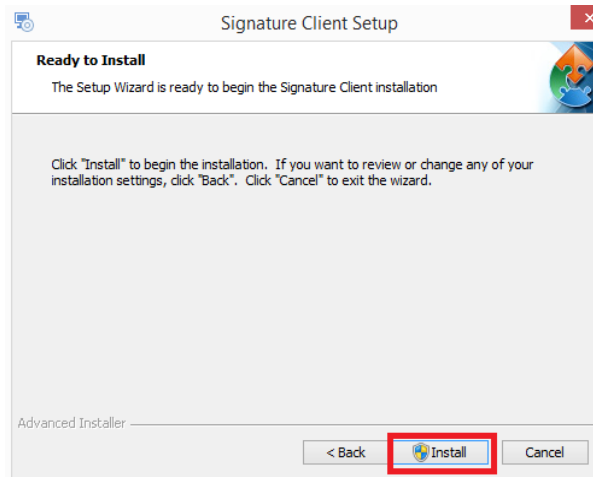 Signature Client Setup
Ready to Install
The Setup Wizard is ready to begin the Signature Client installation
Click "Install" to begin the installation. If you want to review or change any of your
installation settings, click "Back". Click "Cancel" to exit the wizard.
Advanced Installer
< Back Install Cancel